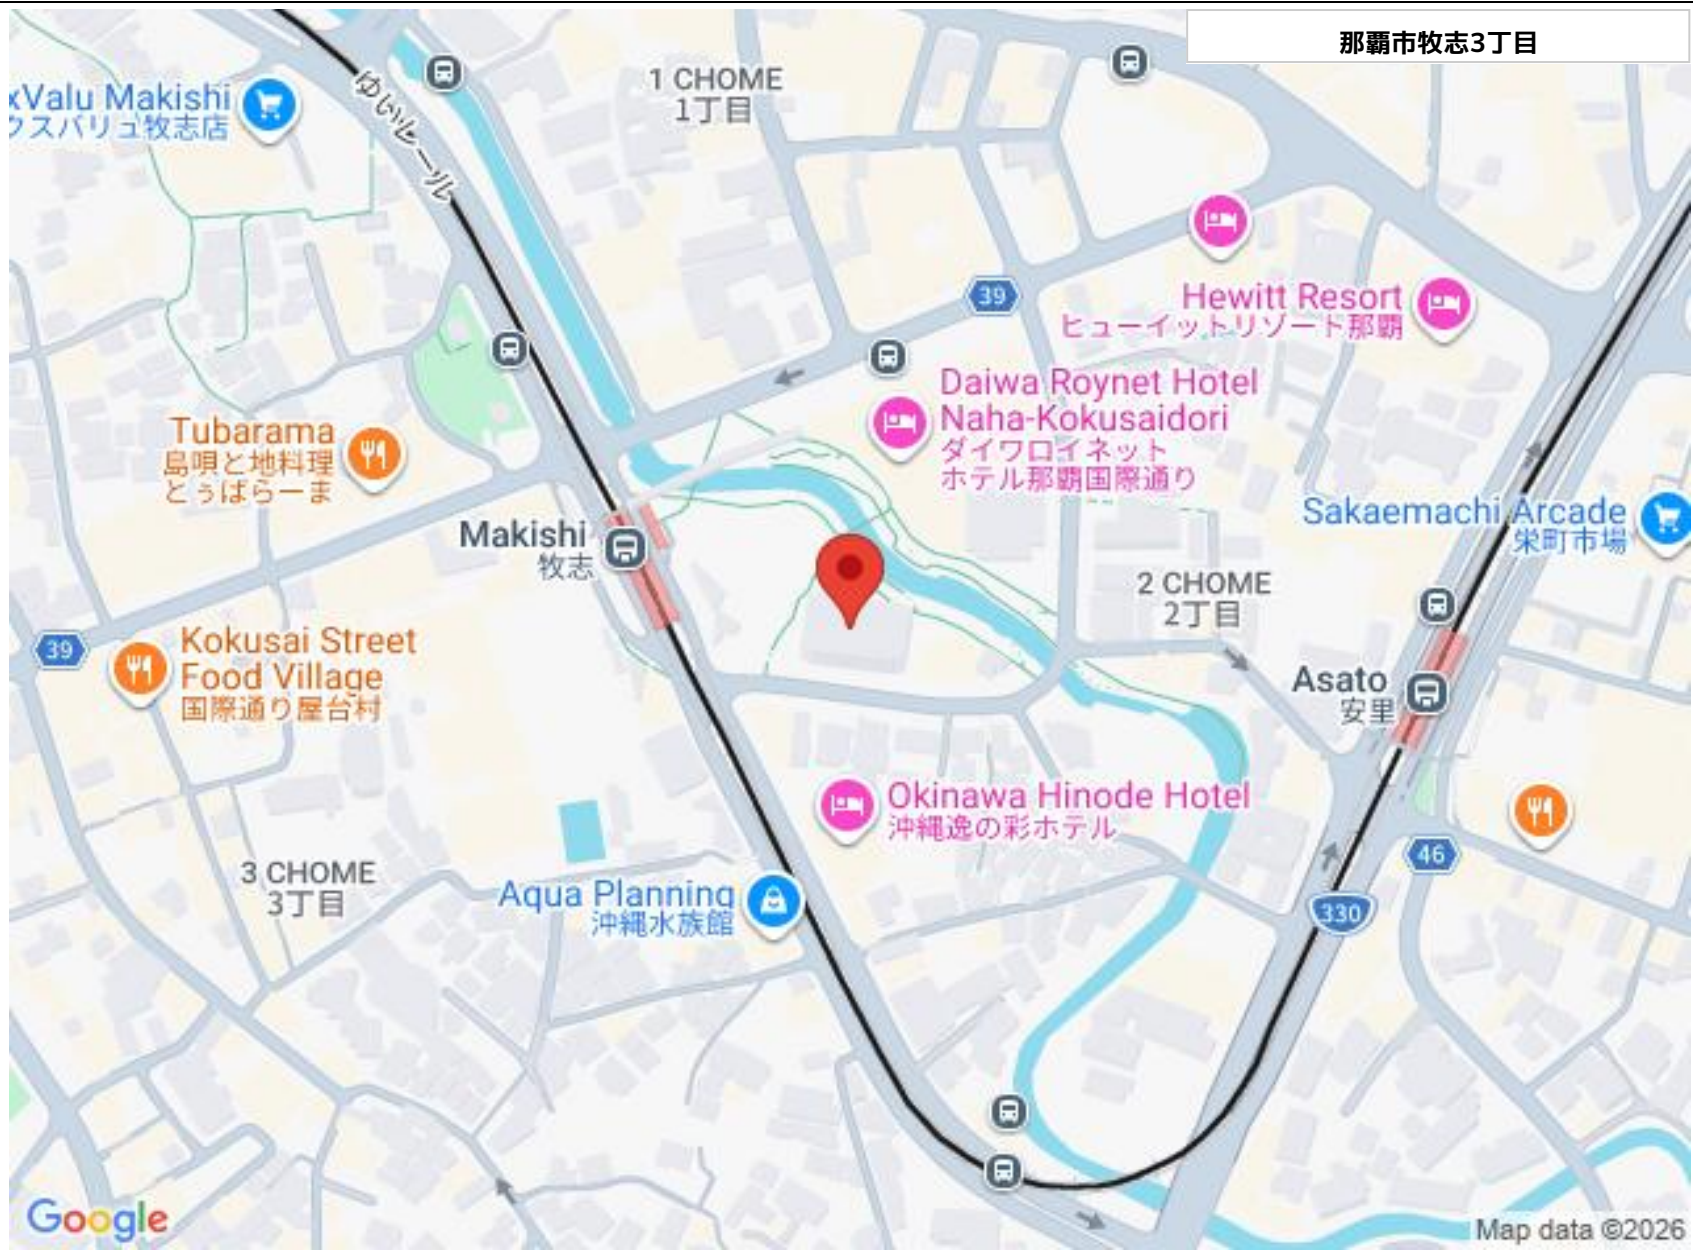 那覇市牧志3丁目
1 CHOME
1丁目
xValu Makishi
クスバリュ牧志店
ゆいレール
39
Hewitt Resort
ヒューイットリゾート那覇
Daiwa Roynet Hotel
Naha-Kokusaidori
ダイワロイネット
ホテル那覇国際通り
Tubarama
島唄と地料理
とぅばらーま
Sakaemachi Arcade
栄町市場
Makishi
牧志
2 CHOME
2丁目
39
Kokusai Street
Food Village
国際通り屋台村
Asato
安里
Okinawa Hinode Hotel
沖縄逸の彩ホテル
46
3 CHOME
3丁目
Aqua Planning
沖縄水族館
330
Google
Map data ©2026